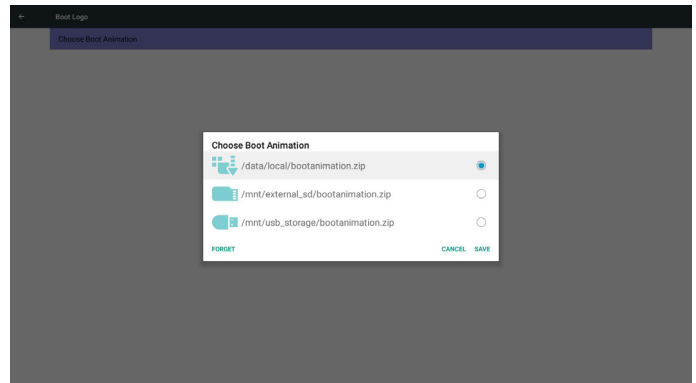 Boot Logo
Choose Boot Animation
Choose Boot Animation
/data/local/bootanimation.zip
/mnt/external_sd/bootanimation.zip
/mnt/usb_storage/bootanimation.zip
FORGET CANCEL SAVE